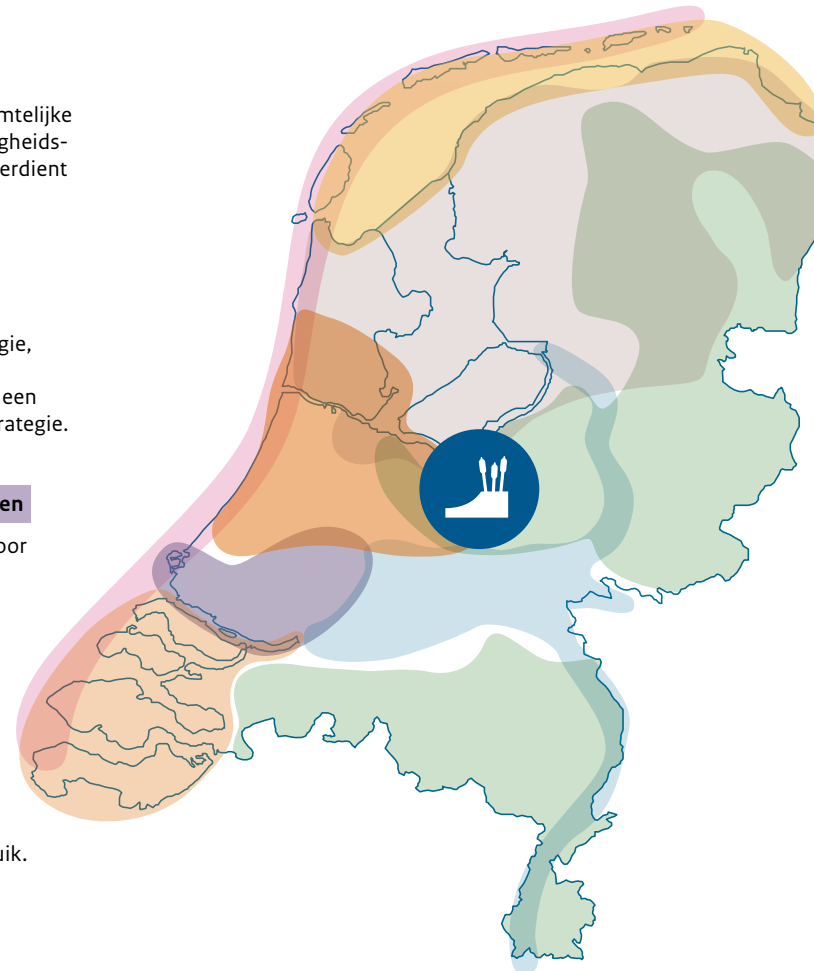 mtelijke
gheids-
erdient
gie,
een
rategie.
en
oor
uik.